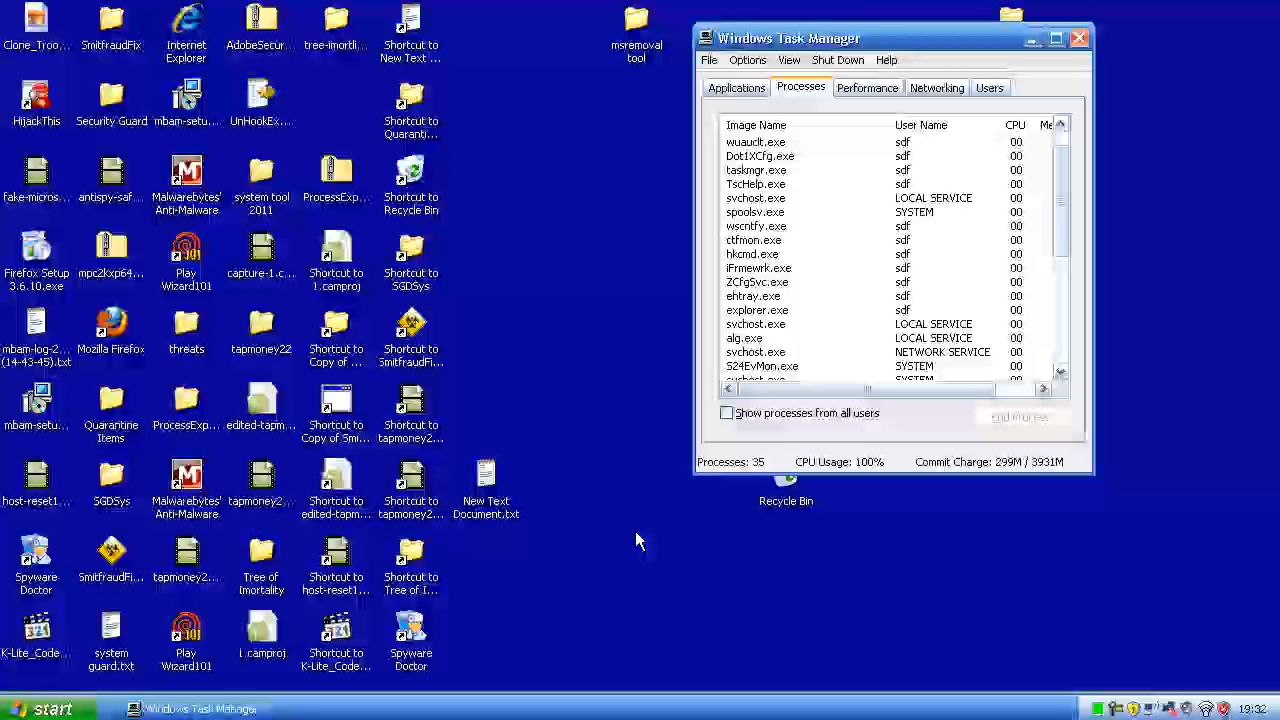 Clone_Troo...
SmitfraudFix
Internet
Explorer
AdobeSecur...
Shortcut to
New Text ...
msremoval
tool
HijackThis
Security Guard
mbam-setu...
UnHookEx...
Shortcut to
Quaranti...
fake-micros...
antispy-saf...
Malwarebytes'
Anti-Malware
system tool
2011
ProcessExp...
Shortcut to
Recycle Bin
Firefox Setup
3.6.10.exe
mpc2kxp64...
Play
Wizard101
capture-1.c...
Shortcut to
1.camproj
Shortcut to
SGDSys
mbam-log-2...
(14-43-45).txt
Mozilla Firefox
threats
tapmoney22
Shortcut to
Copy of ...
Shortcut to
SmitfraudFi...
mbam-setu...
Quarantine
Items
ProcessExp...
edited-tapm...
Shortcut to
Copy of Smi...
Shortcut to
tapmoney2...
host-reset1...
SGDSys
Malwarebytes'
Anti-Malware
tapmoney2...
Shortcut to
edited-tapm...
Shortcut to
tapmoney2...
New Text
Document.txt
Spyware
Doctor
SmitfraudFi...
tapmoney2...
Tree of
Imortality
Shortcut to
host-reset1...
Shortcut to
Tree of I...
K-Lite_Code...
system
guard.txt
Play
Wizard101
1.camproj
Shortcut to
K-Lite_Code...
Spyware
Doctor
Recycle Bin
Windows Task Manager
File Options View Shut Down Help
Applications Processes Performance Networking Users
Image Name User Name CPU Me
wuauclt.exe sdf 00
Dot1XCfg.exe sdf 00
taskmgr.exe sdf 00
TscHelp.exe sdf 00
svchost.exe LOCAL SERVICE 00
spoolsv.exe SYSTEM 00
wscntfy.exe sdf 00
ctfmon.exe sdf 00
hkcmd.exe sdf 00
iFrmewrk.exe sdf 00
ZCfgSvc.exe sdf 00
ehtray.exe sdf 00
explorer.exe sdf 00
svchost.exe LOCAL SERVICE 00
alg.exe LOCAL SERVICE 00
svchost.exe NETWORK SERVICE 00
S24EvMon.exe SYSTEM 00
Show processes from all users
End Process
Processes: 35 CPU Usage: 100% Commit Charge: 299M / 3931M
start Windows Task Manager 19:32